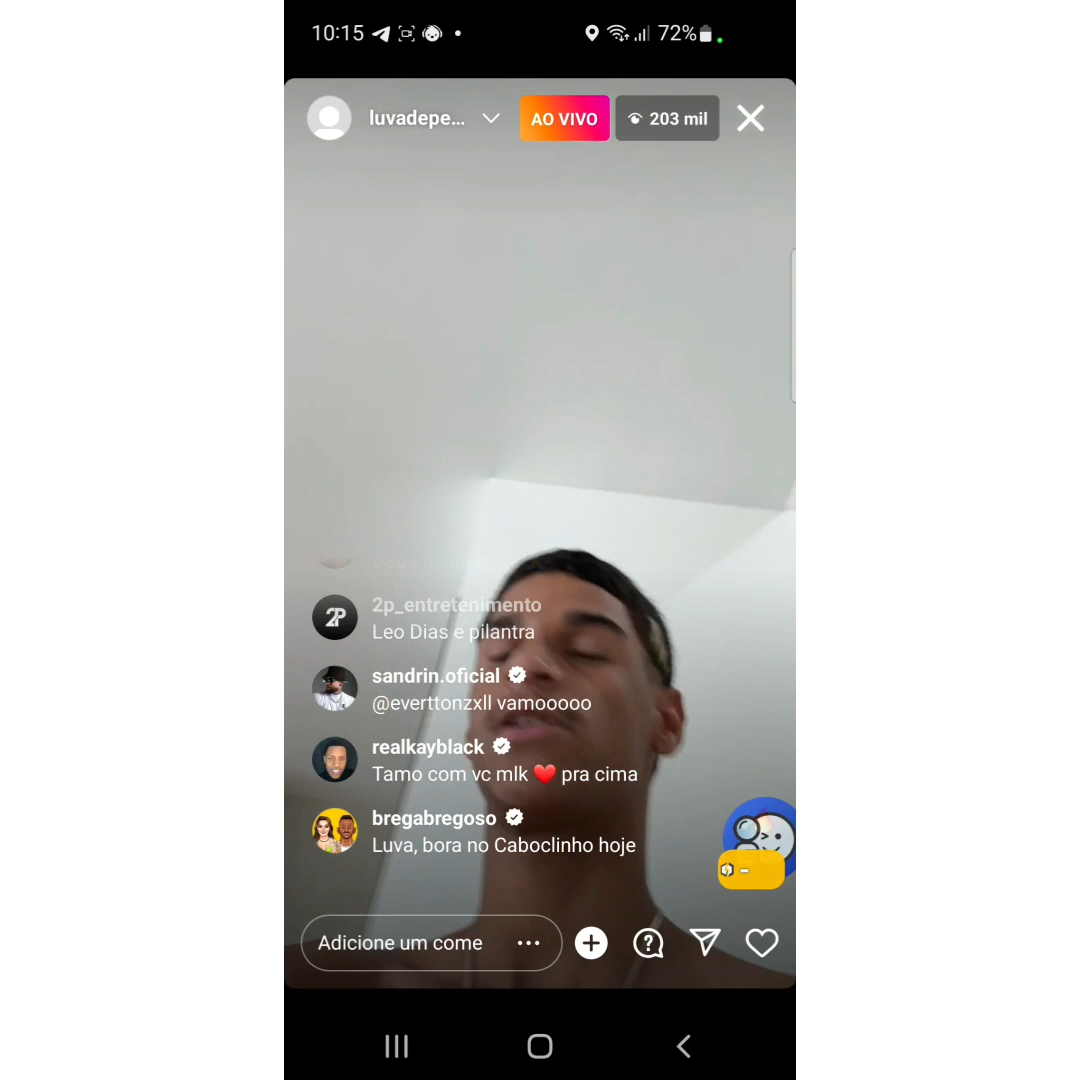 10:15
72%
luvadepe...
AO VIVO
203 mil
2P
2p_entretenimento
Leo Dias e pilantra
sandrin.oficial
@everttonzxll vamooooo
realkayblack
Tamo com vc mlk ❤️ pra cima
bregabregoso
Luva, bora no Caboclinho hoje
Adicione um come